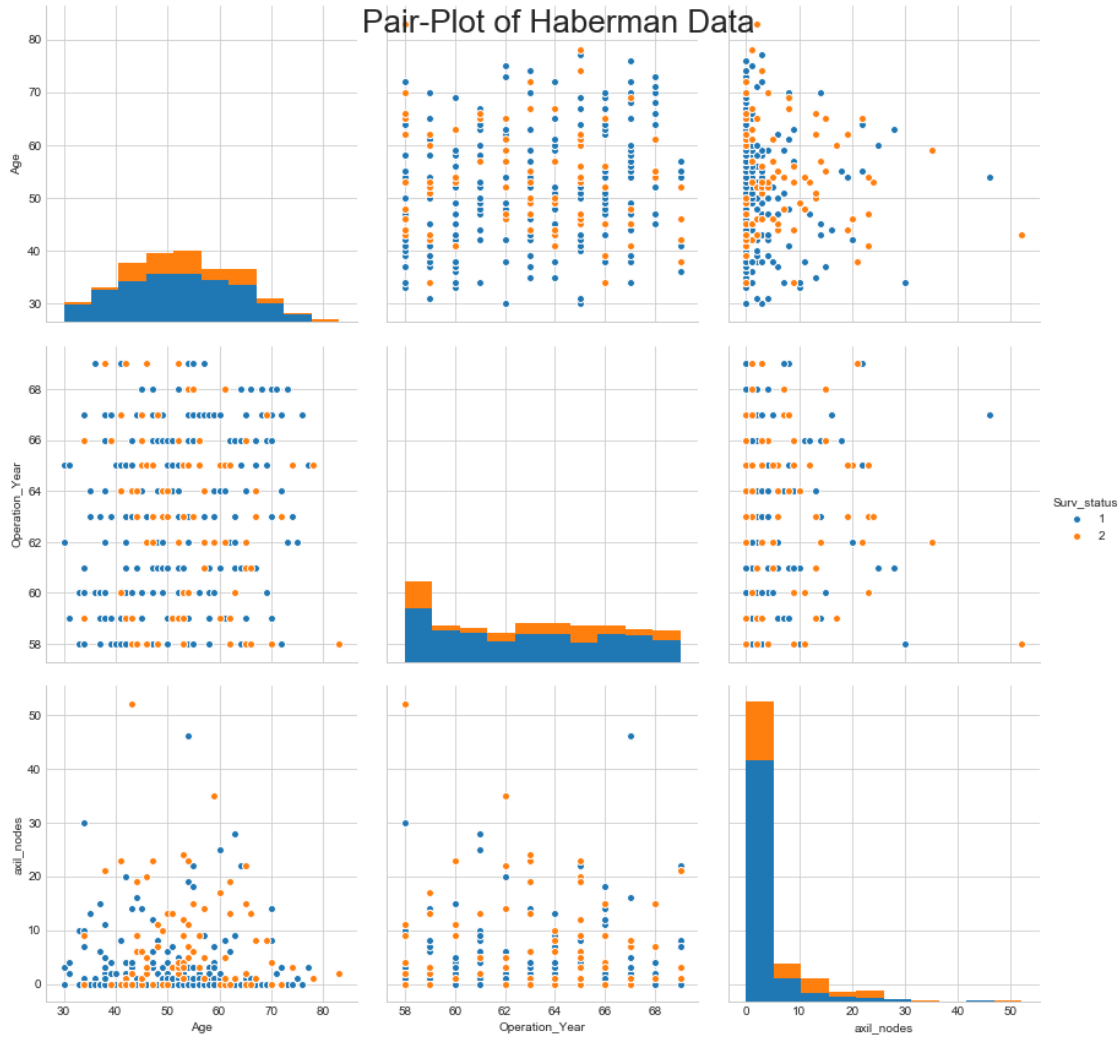 Pair-Plot of Haberman Data
80
70
60
50
40
30
Age
68
66
64
62
60
58
Operation_Year
Surv_status
1
2
50
40
30
20
10
0
axil_nodes
30 40 50 60 70 80
Age
58 60 62 64 66 68
Operation_Year
0 10 20 30 40 50
axil_nodes